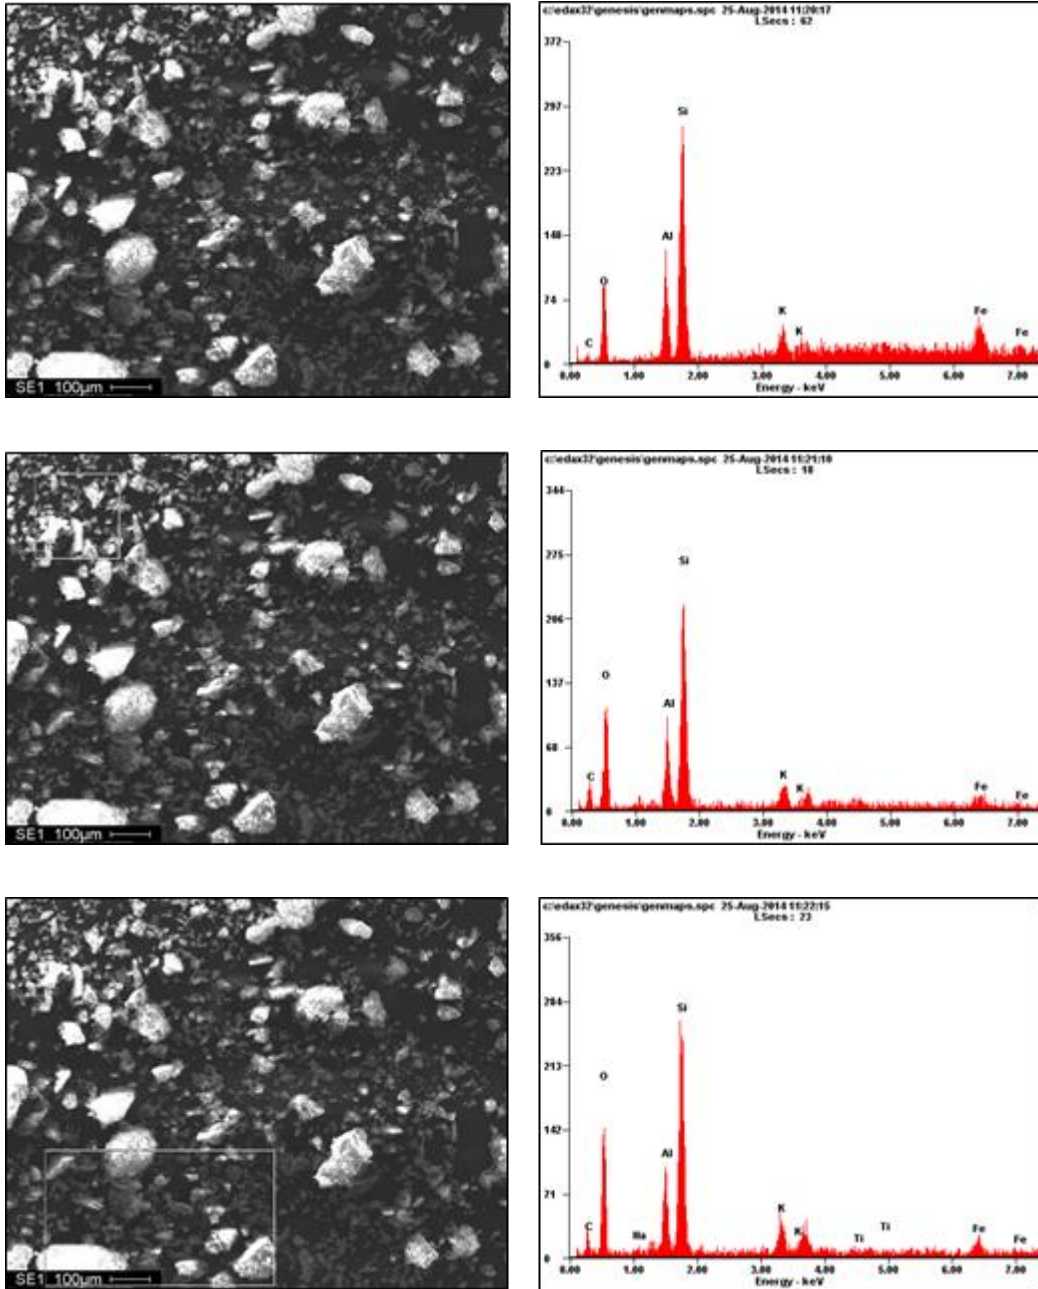 c:\edax32\genesis\genmaps.spc 25-Aug-2014 11:20:17
LSecs : 62
372
297
223
148
74
0
Si
Al
O
C
K
K
Fe
Fe
0.00 1.00 2.00 3.00 4.00 5.00 6.00 7.00
Energy - keV
SE1 100µm
c:\edax32\genesis\genmaps.spc 25-Aug-2014 11:21:10
LSecs : 18
344
275
206
137
68
0
Si
O
Al
C
K
K
Fe
Fe
0.00 1.00 2.00 3.00 4.00 5.00 6.00 7.00
Energy - keV
SE1 100µm
c:\edax32\genesis\genmaps.spc 25-Aug-2014 11:22:15
LSecs : 23
356
284
213
142
71
0
Si
O
Al
C
Na
K
K
Ti
Ti
Fe
Fe
0.00 1.00 2.00 3.00 4.00 5.00 6.00 7.00
Energy - keV
SE1 100µm